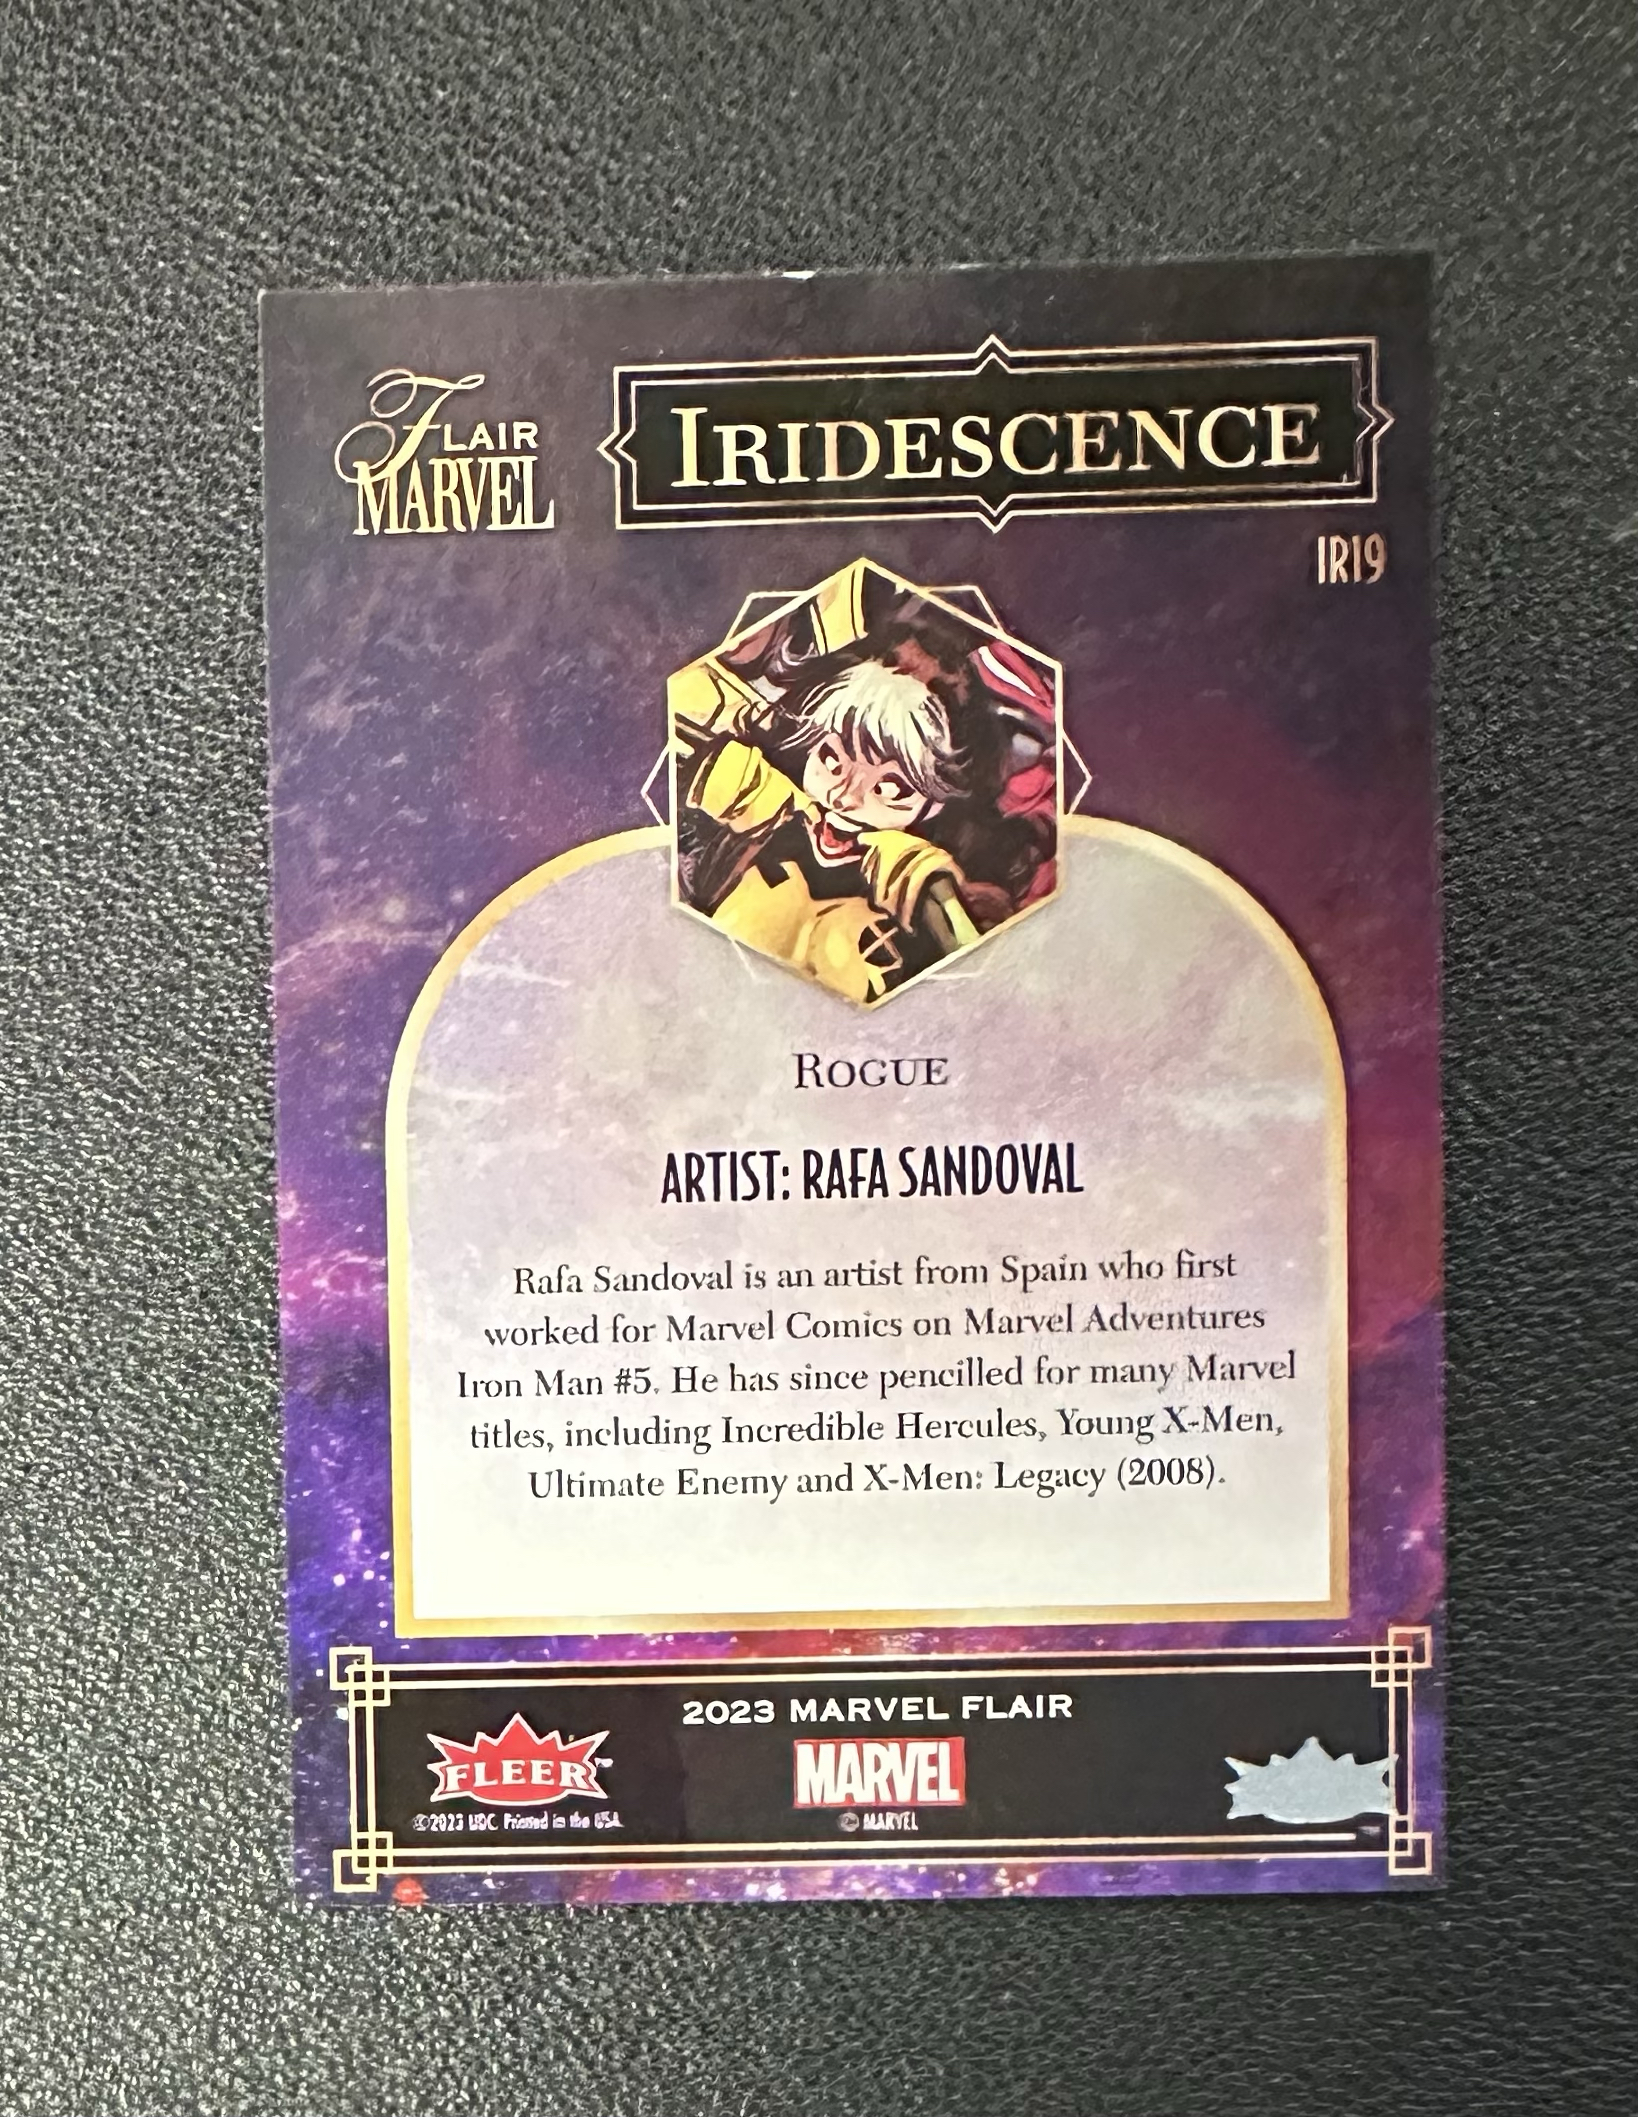 FLAIR
MARVEL
IRIDESCENCE
IR19
ROGUE
ARTIST: RAFA SANDOVAL
Rafa Sandoval is an artist from Spain who first
worked for Marvel Comics on Marvel Adventures
Iron Man #5. He has since pencilled for many Marvel
titles, including Incredible Hercules, Young X-Men,
Ultimate Enemy and X-Men: Legacy (2008).
2023 MARVEL FLAIR
FLEER™
MARVEL
©2023 UDC. Printed in the USA.
© MARVEL